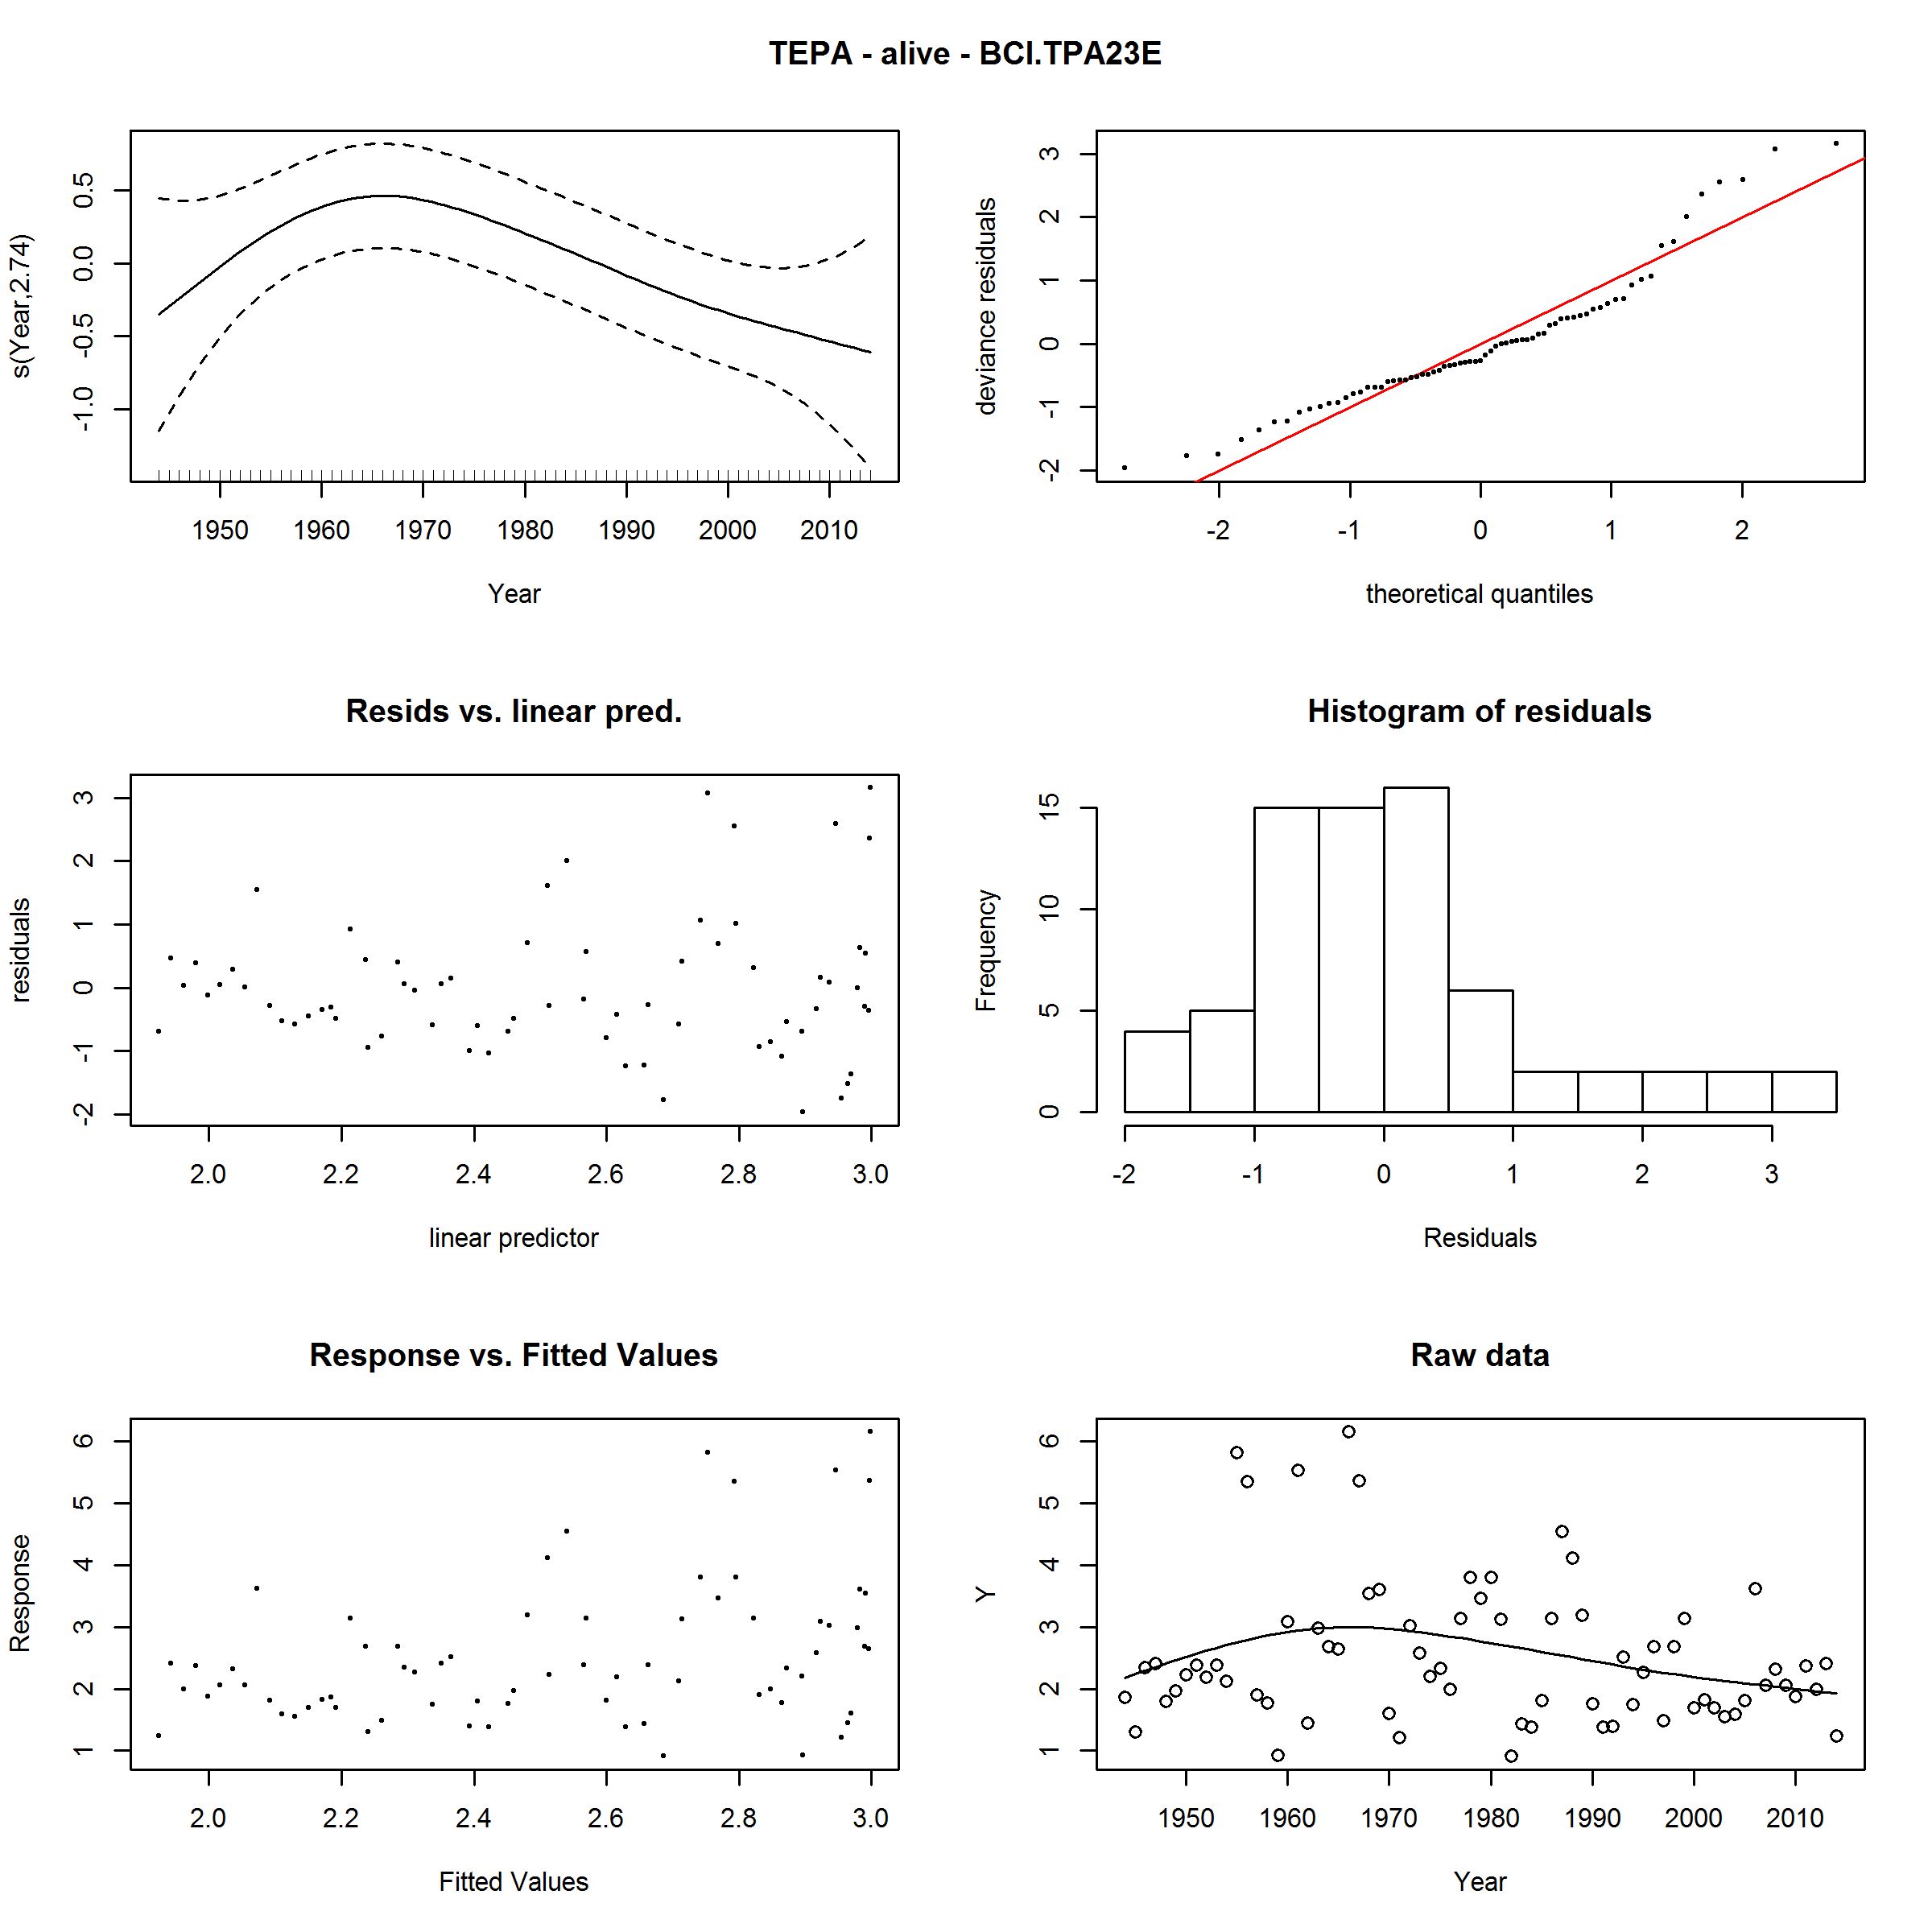 TEPA - alive - BCI.TPA23E
s(Year,2.74)
0.5
0.0
-0.5
-1.0
1950 1960 1970 1980 1990 2000 2010
Year
deviance residuals
3
2
1
0
-1
-2
-2 -1 0 1 2
theoretical quantiles
Resids vs. linear pred.
residuals
3
2
1
0
-1
-2
2.0 2.2 2.4 2.6 2.8 3.0
linear predictor
Histogram of residuals
Frequency
15
10
5
0
-2 -1 0 1 2 3
Residuals
Response vs. Fitted Values
Response
6
5
4
3
2
1
2.0 2.2 2.4 2.6 2.8 3.0
Fitted Values
Raw data
Y
6
5
4
3
2
1
1950 1960 1970 1980 1990 2000 2010
Year